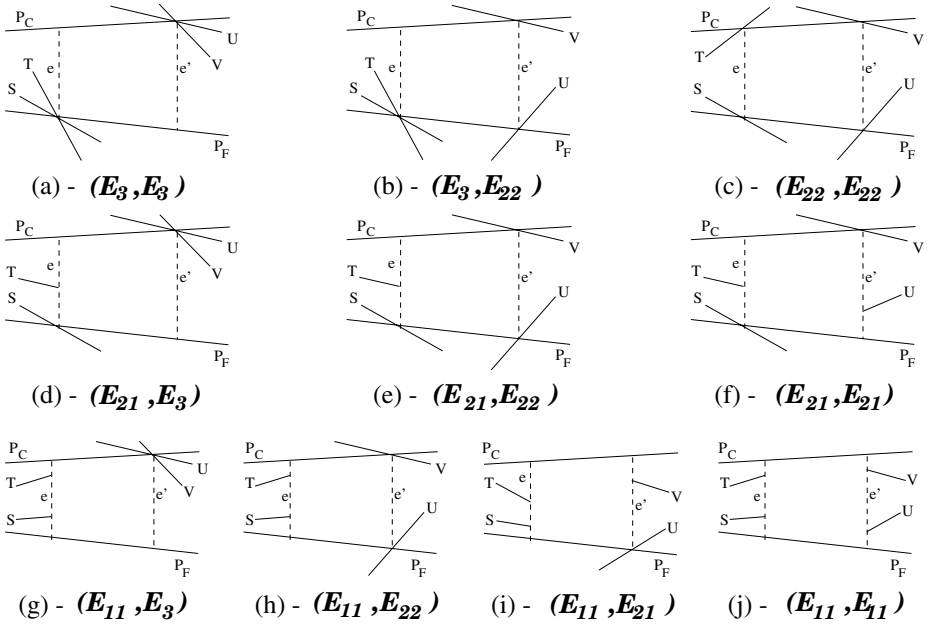 P_C U V T e e' S P_F
(a) - (E_3 ,E_3 )
P_C V T e e' S U P_F
(b) - (E_3 ,E_22 )
P_C V T e e' S U P_F
(c) - (E_22 ,E_22 )
P_C U V e e' T S P_F
(d) - (E_21 ,E_3 )
P_C V e e' T S U P_F
(e) - (E_21 ,E_22 )
P_C V e e' T S U P_F
(f) - (E_21 ,E_21 )
P_C U V T e e' S P_F
(g) - (E_11 ,E_3 )
P_C V T e e' S U P_F
(h) - (E_11 ,E_22 )
P_C T e V e' S U P_F
(i) - (E_11 ,E_21 )
P_C T V e e' S U P_F
(j) - (E_11 ,E_11 )